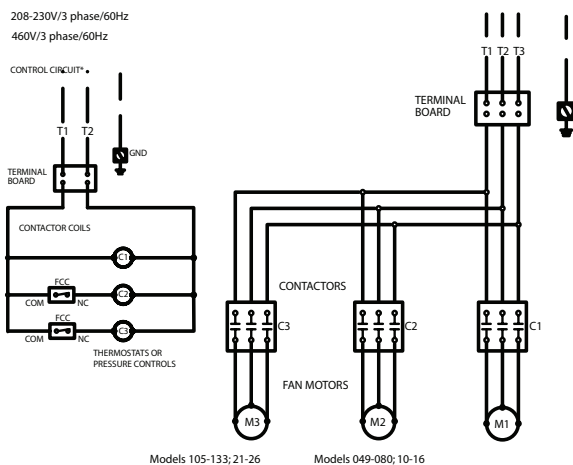 208-230V/3 phase/60Hz
460V/3 phase/60Hz
CONTROL CIRCUIT*
T1 T2
GND
TERMINAL
BOARD
CONTACTOR COILS
C1
FCC
COM NC C2
FCC
COM NC C3
THERMOSTATS OR
PRESSURE CONTROLS
T1 T2 T3
TERMINAL
BOARD
CONTACTORS
C3 C2 C1
FAN MOTORS
M3 M2 M1
Models 105-133; 21-26 Models 049-080; 10-16